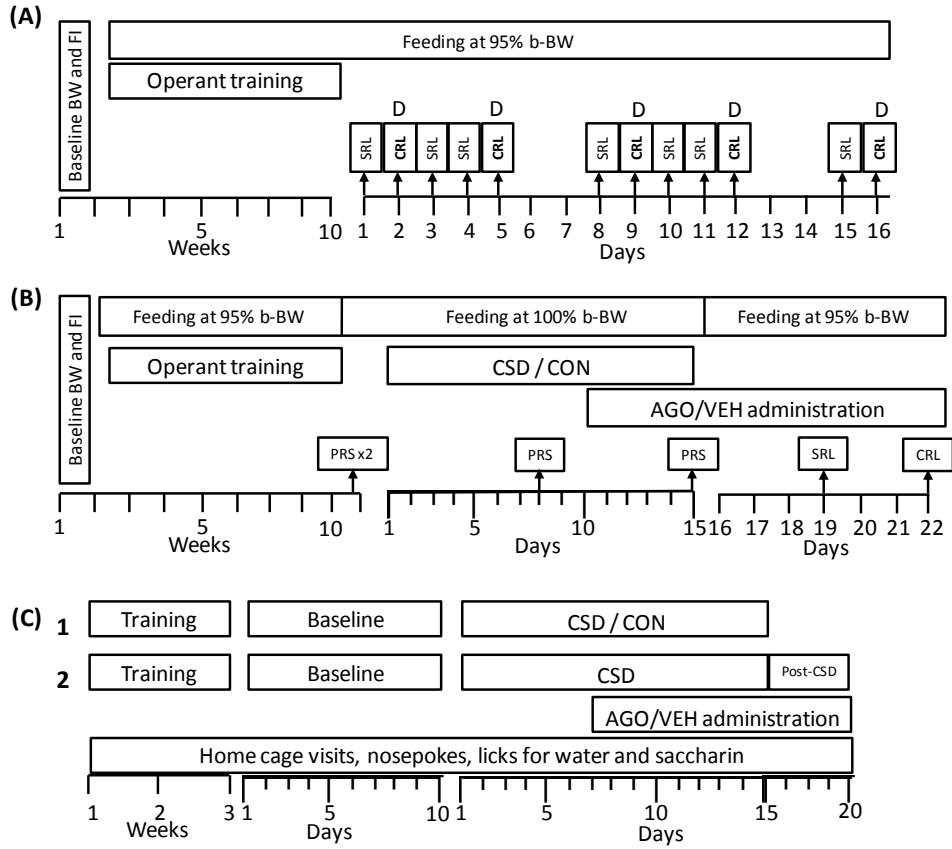 (A)
Baseline BW and FI
Feeding at 95% b-BW
Operant training
D D D D D
SRL CRL SRL SRL CRL SRL CRL SRL SRL CRL SRL CRL
1 5 10
Weeks
1 2 3 4 5 6 7 8 9 10 11 12 13 14 15 16
Days
(B)
Baseline BW and FI
Feeding at 95% b-BW Feeding at 100% b-BW Feeding at 95% b-BW
Operant training CSD / CON
AGO/VEH administration
PRS x2 PRS PRS SRL CRL
1 5 10
Weeks
1 5 10 15
Days
16 17 18 19 20 21 22
Days
(C)
1 Training Baseline CSD / CON
2 Training Baseline CSD Post-CSD
AGO/VEH administration
Home cage visits, nosepokes, licks for water and saccharin
1 2 3
Weeks
1 5 10
Days
1 5 10 15 20
Days